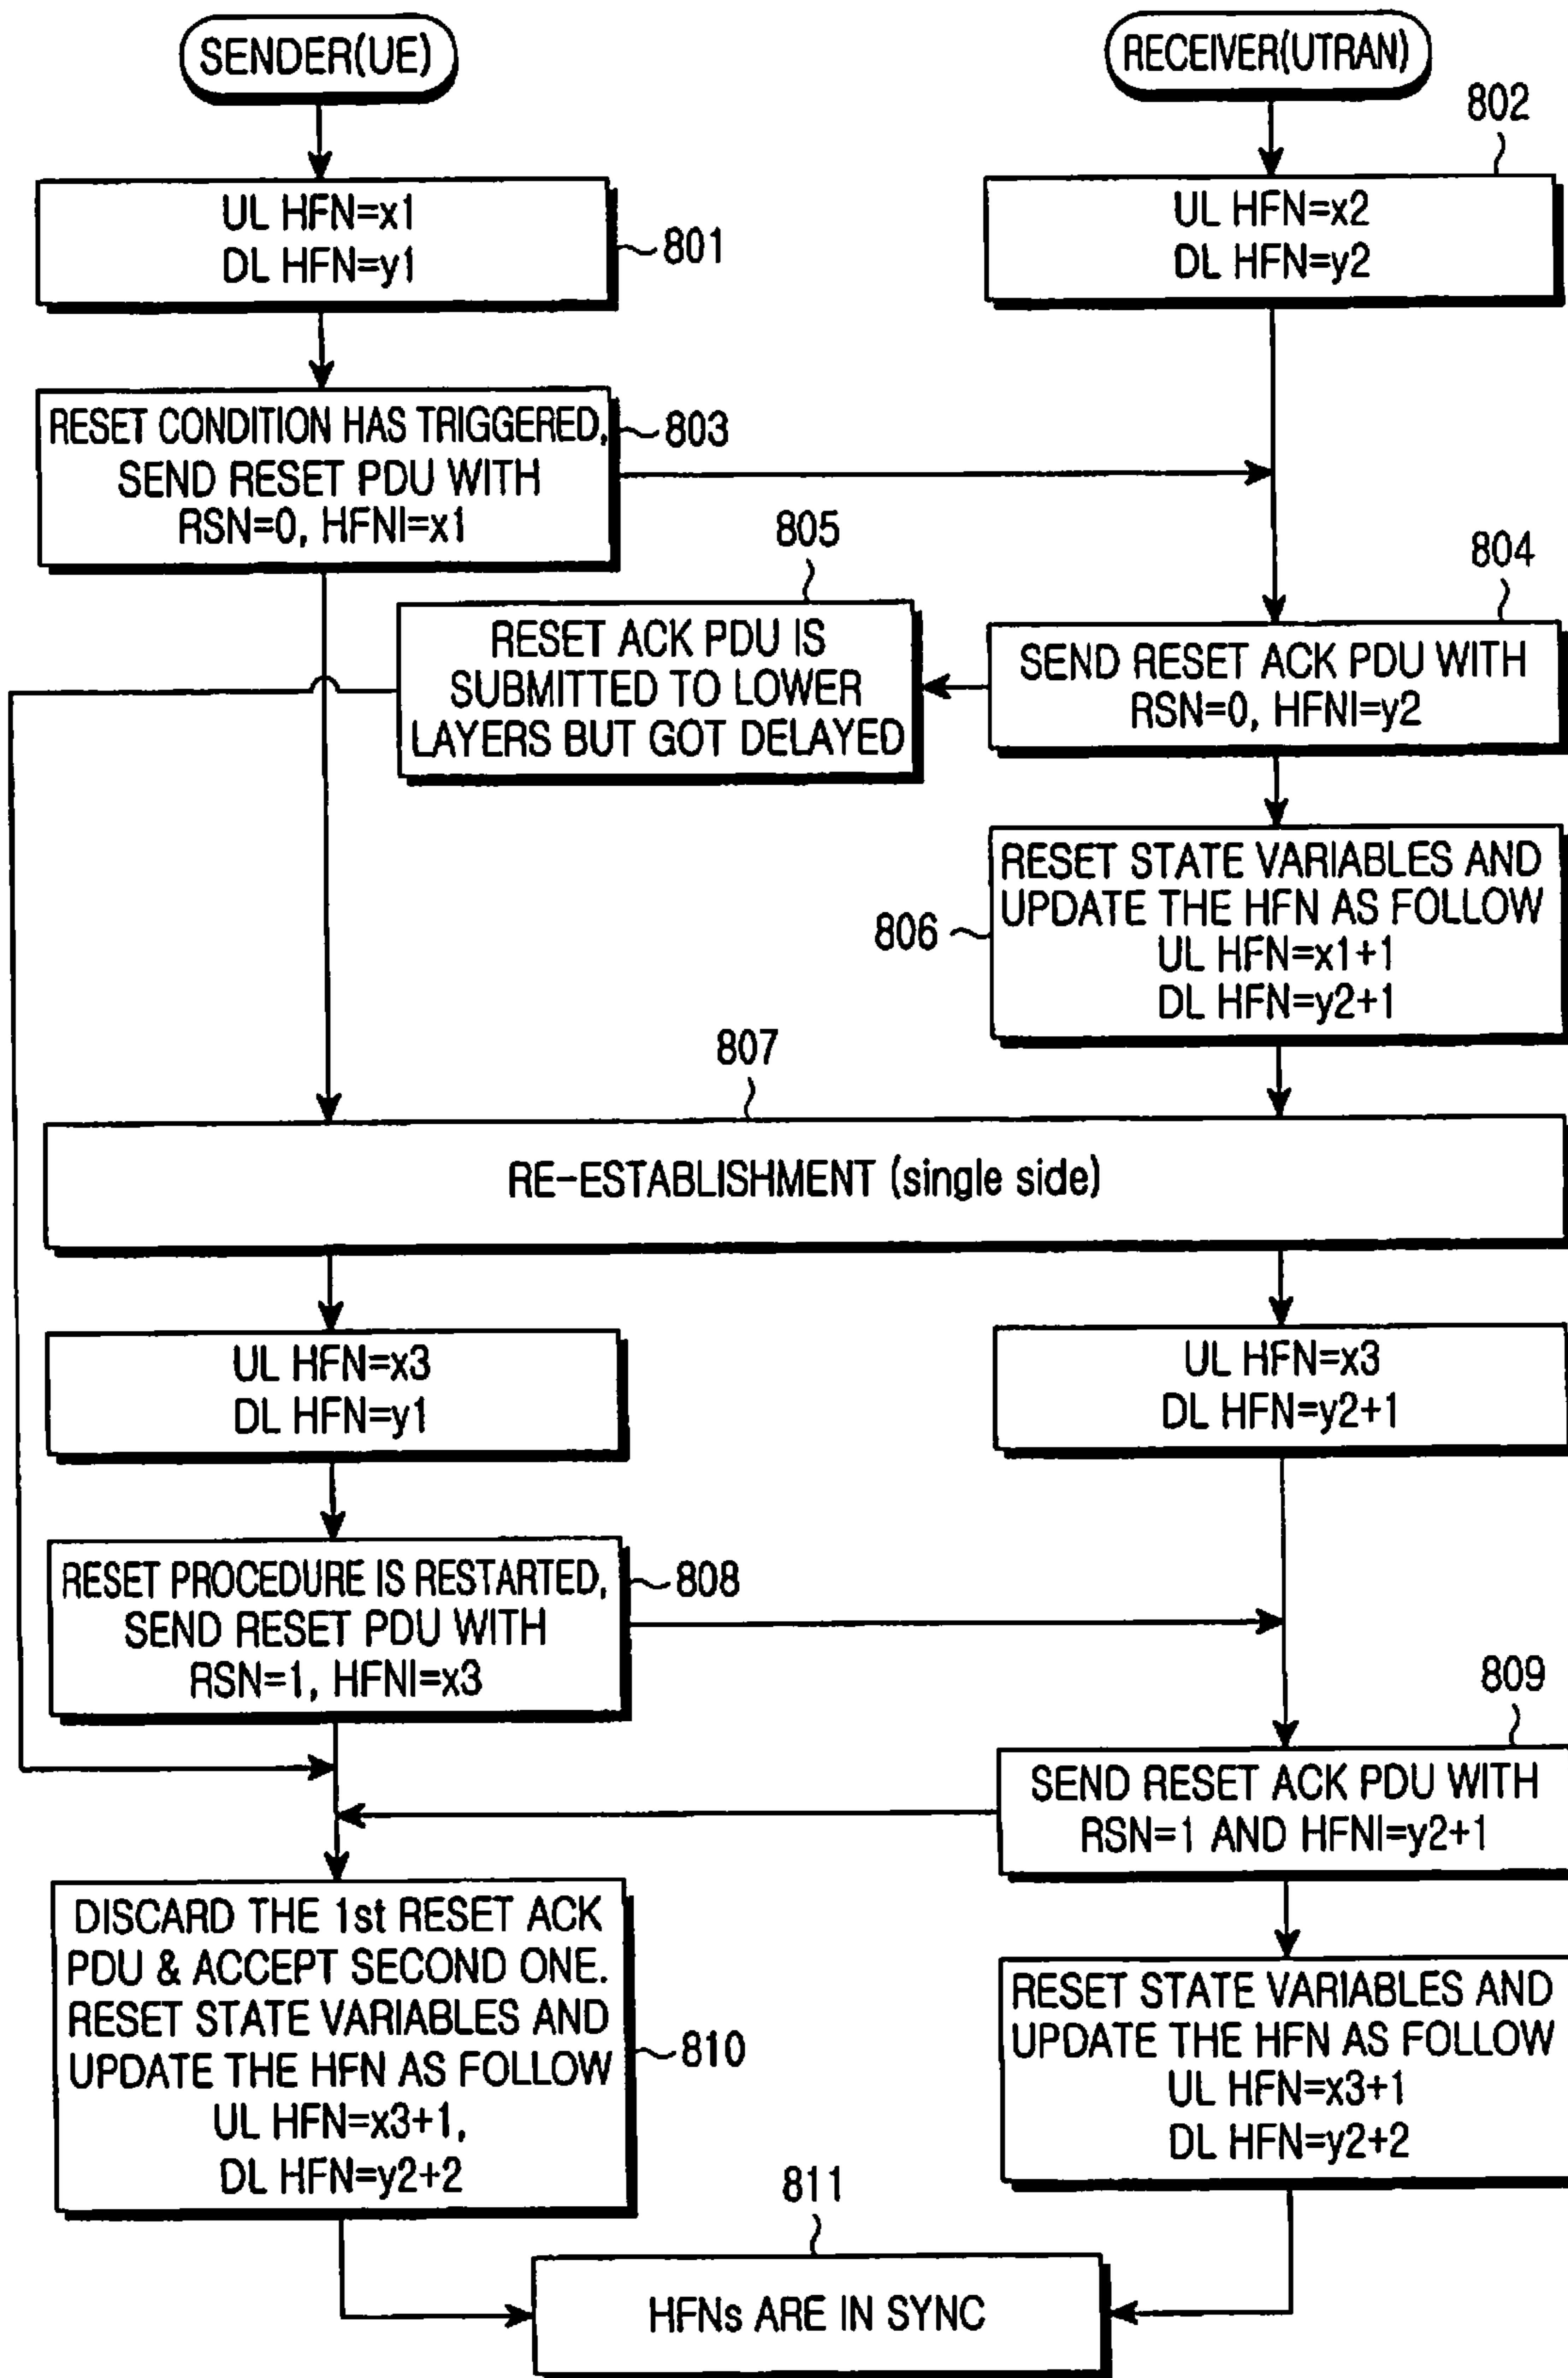 SENDER(UE)
RECEIVER(UTRAN)
802
UL HFN=x1
DL HFN=y1
801
UL HFN=x2
DL HFN=y2
RESET CONDITION HAS TRIGGERED,
SEND RESET PDU WITH
RSN=0, HFNI=x1
803
805
804
RESET ACK PDU IS
SUBMITTED TO LOWER
LAYERS BUT GOT DELAYED
SEND RESET ACK PDU WITH
RSN=0, HFNI=y2
RESET STATE VARIABLES AND
UPDATE THE HFN AS FOLLOW
UL HFN=x1+1
DL HFN=y2+1
806
807
RE-ESTABLISHMENT (single side)
UL HFN=x3
DL HFN=y1
UL HFN=x3
DL HFN=y2+1
RESET PROCEDURE IS RESTARTED,
SEND RESET PDU WITH
RSN=1, HFNI=x3
808
809
SEND RESET ACK PDU WITH
RSN=1 AND HFNI=y2+1
DISCARD THE 1st RESET ACK
PDU & ACCEPT SECOND ONE.
RESET STATE VARIABLES AND
UPDATE THE HFN AS FOLLOW
UL HFN=x3+1,
DL HFN=y2+2
810
RESET STATE VARIABLES AND
UPDATE THE HFN AS FOLLOW
UL HFN=x3+1
DL HFN=y2+2
811
HFNs ARE IN SYNC